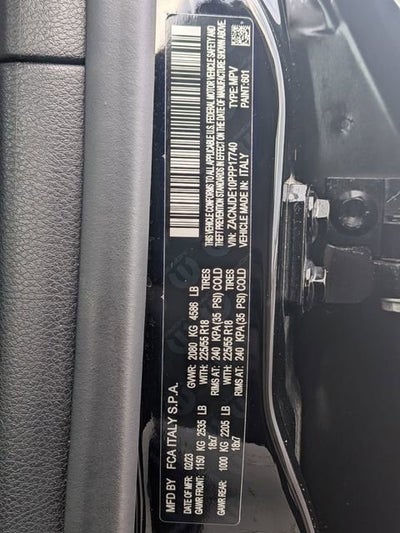 MFD BY FCA ITALY S.P.A.
DATE OF MFR: 02/23 GVWR: 2080 KG 4586 LB
GAWR FRONT: 1150 KG 2535 LB WITH: 225/55 R18 TIRES
18x7 RIMS AT: 240 KPA(35 PSI) COLD
GAWR REAR: 1000 KG 2205 LB WITH: 225/55 R18 TIRES
18x7 RIMS AT: 240 KPA(35 PSI) COLD
THIS VEHICLE CONFORMS TO ALL APPLICABLE U.S. FEDERAL MOTOR VEHICLE SAFETY AND
THEFT PREVENTION STANDARDS IN EFFECT ON THE DATE OF MANUFACTURE SHOWN ABOVE.
VIN: ZACNJDE10PPP17740 TYPE: MPV
VEHICLE MADE IN: ITALY PAINT: 601